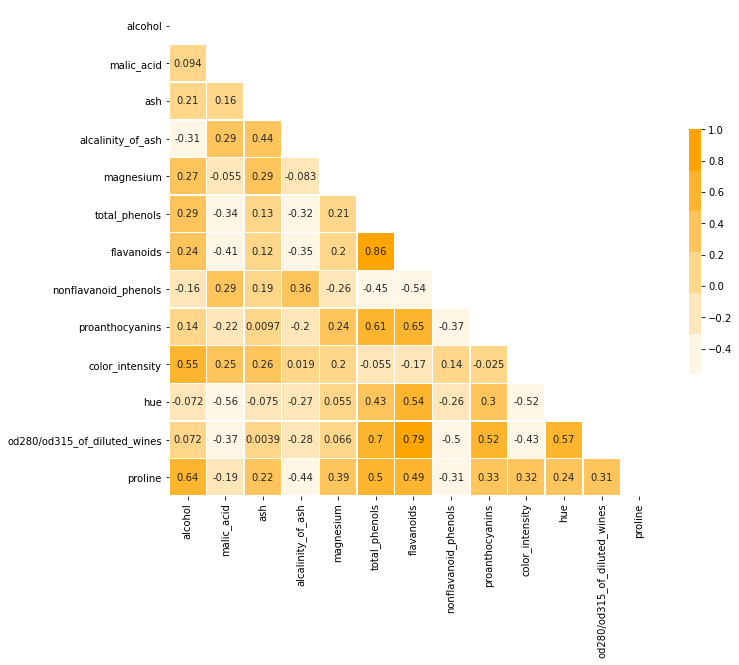 alcohol
malic_acid 0.094
ash 0.21 0.16
alcalinity_of_ash -0.31 0.29 0.44
magnesium 0.27 -0.055 0.29 -0.083
total_phenols 0.29 -0.34 0.13 -0.32 0.21
flavanoids 0.24 -0.41 0.12 -0.35 0.2 0.86
nonflavanoid_phenols -0.16 0.29 0.19 0.36 -0.26 -0.45 -0.54
proanthocyanins 0.14 -0.22 0.0097 -0.2 0.24 0.61 0.65 -0.37
color_intensity 0.55 0.25 0.26 0.019 0.2 -0.055 -0.17 0.14 -0.025
hue -0.072 -0.56 -0.075 -0.27 0.055 0.43 0.54 -0.26 0.3 -0.52
od280/od315_of_diluted_wines 0.072 -0.37 0.0039 -0.28 0.066 0.7 0.79 -0.5 0.52 -0.43 0.57
proline 0.64 -0.19 0.22 -0.44 0.39 0.5 0.49 -0.31 0.33 0.32 0.24 0.31
alcohol
malic_acid
ash
alcalinity_of_ash
magnesium
total_phenols
flavanoids
nonflavanoid_phenols
proanthocyanins
color_intensity
hue
od280/od315_of_diluted_wines
proline
1.0
0.8
0.6
0.4
0.2
0.0
−0.2
−0.4